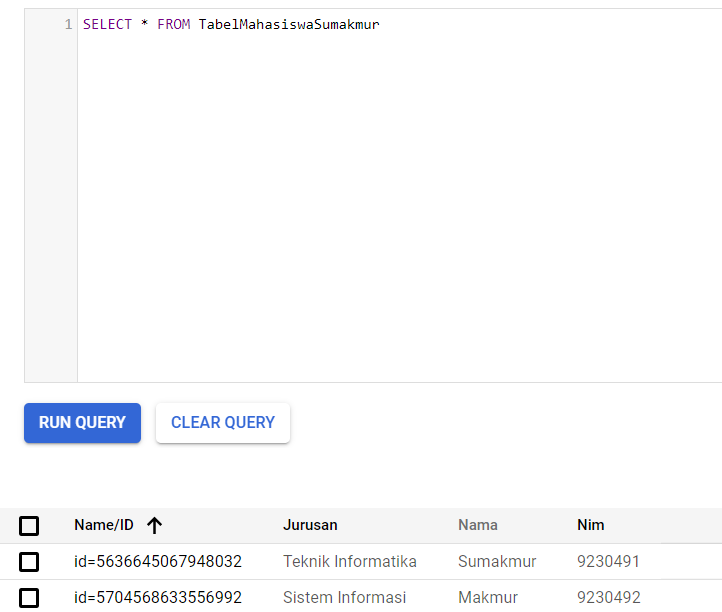 1 SELECT * FROM TabelMahasiswaSumakmur
RUN QUERY CLEAR QUERY
Name/ID Jurusan Nama Nim
id=5636645067948032 Teknik Informatika Sumakmur 9230491
id=5704568633556992 Sistem Informasi Makmur 9230492